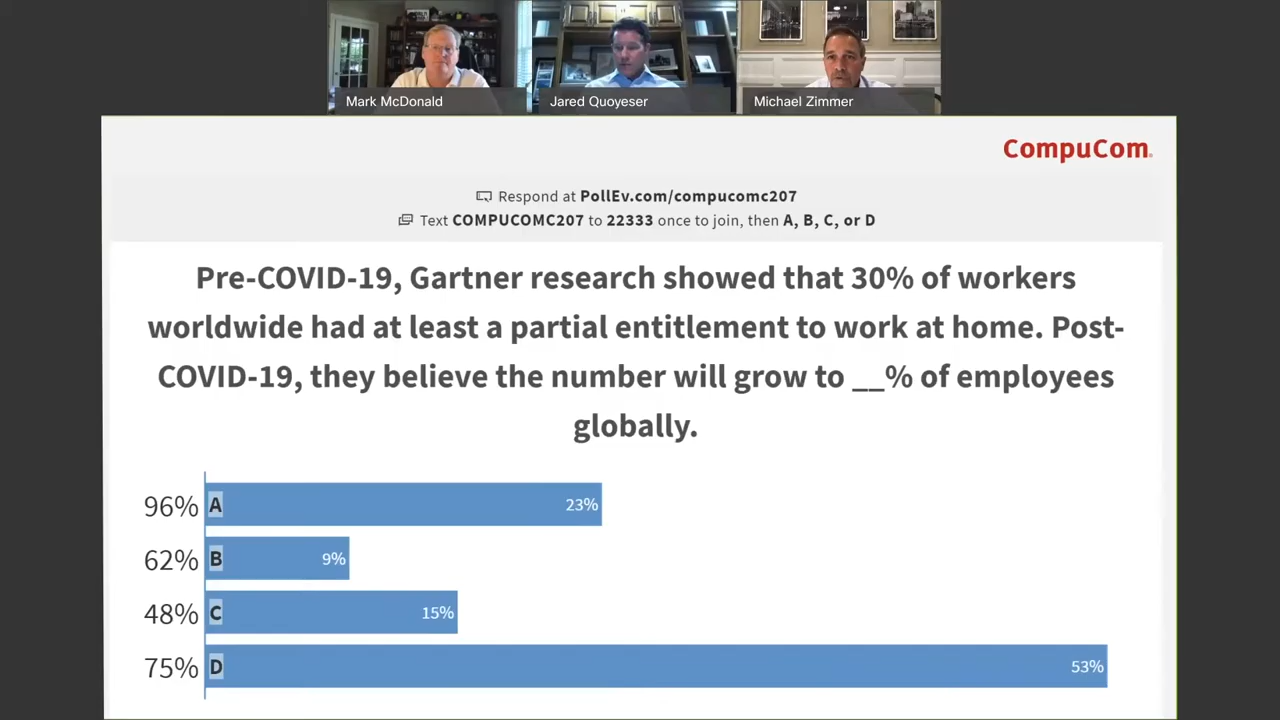 Mark McDonald
Jared Quoyeser
Michael Zimmer
CompuCom
Respond at PollEv.com/compucomc207
Text COMPUCOMC207 to 22333 once to join, then A, B, C, or D
Pre-COVID-19, Gartner research showed that 30% of workers
worldwide had at least a partial entitlement to work at home. Post-
COVID-19, they believe the number will grow to __% of employees
globally.
96% A 23%
62% B 9%
48% C 15%
75% D 53%